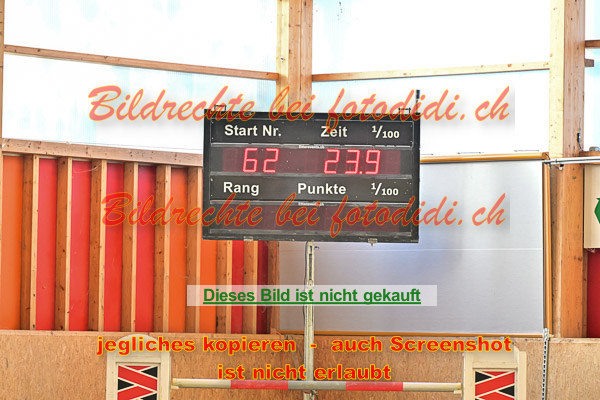 Bildrechte bei fotodidi.ch
Start Nr. Zeit 1/100
62 23.9
Rang Punkte 1/100
Bildrechte bei fotodidi.ch
Dieses Bild ist nicht gekauft
jegliches kopieren - auch Screenshot
ist nicht erlaubt